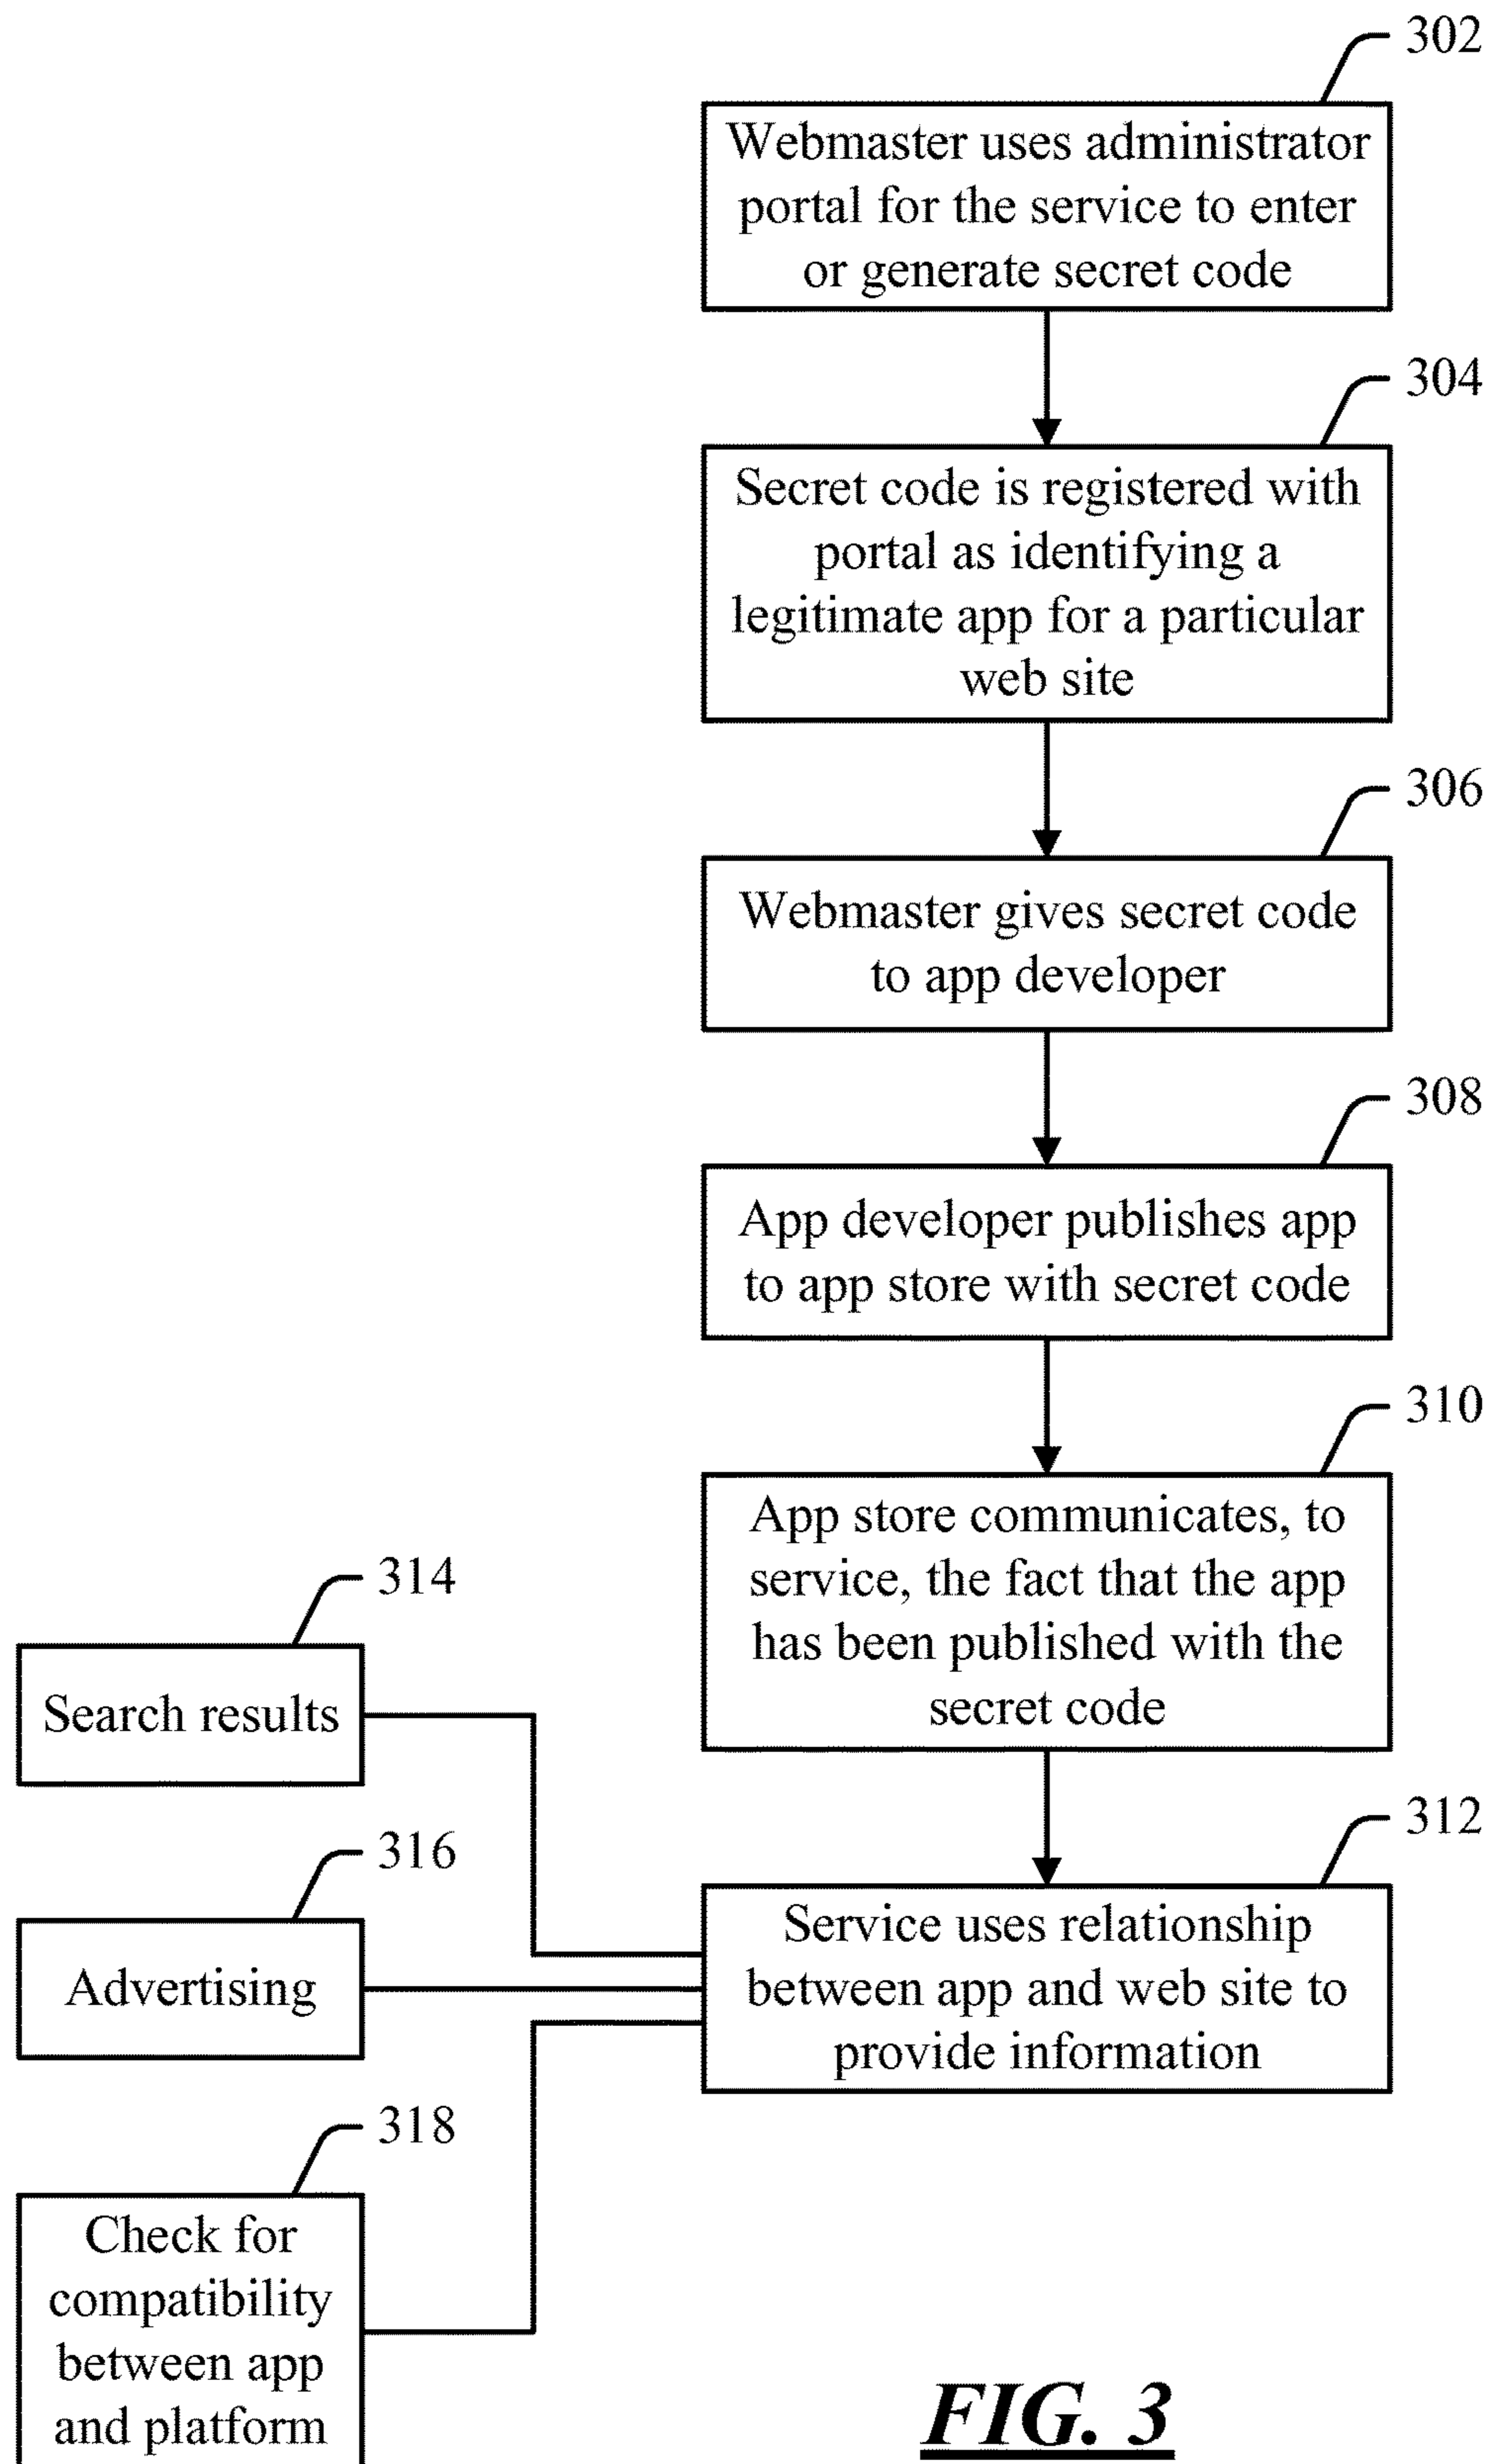 302
Webmaster uses administrator
portal for the service to enter
or generate secret code
304
Secret code is registered with
portal as identifying a
legitimate app for a particular
web site
306
Webmaster gives secret code
to app developer
308
App developer publishes app
to app store with secret code
310
App store communicates, to
service, the fact that the app
has been published with the
secret code
312
Service uses relationship
between app and web site to
provide information
314
Search results
316
Advertising
318
Check for
compatibility
between app
and platform
FIG. 3